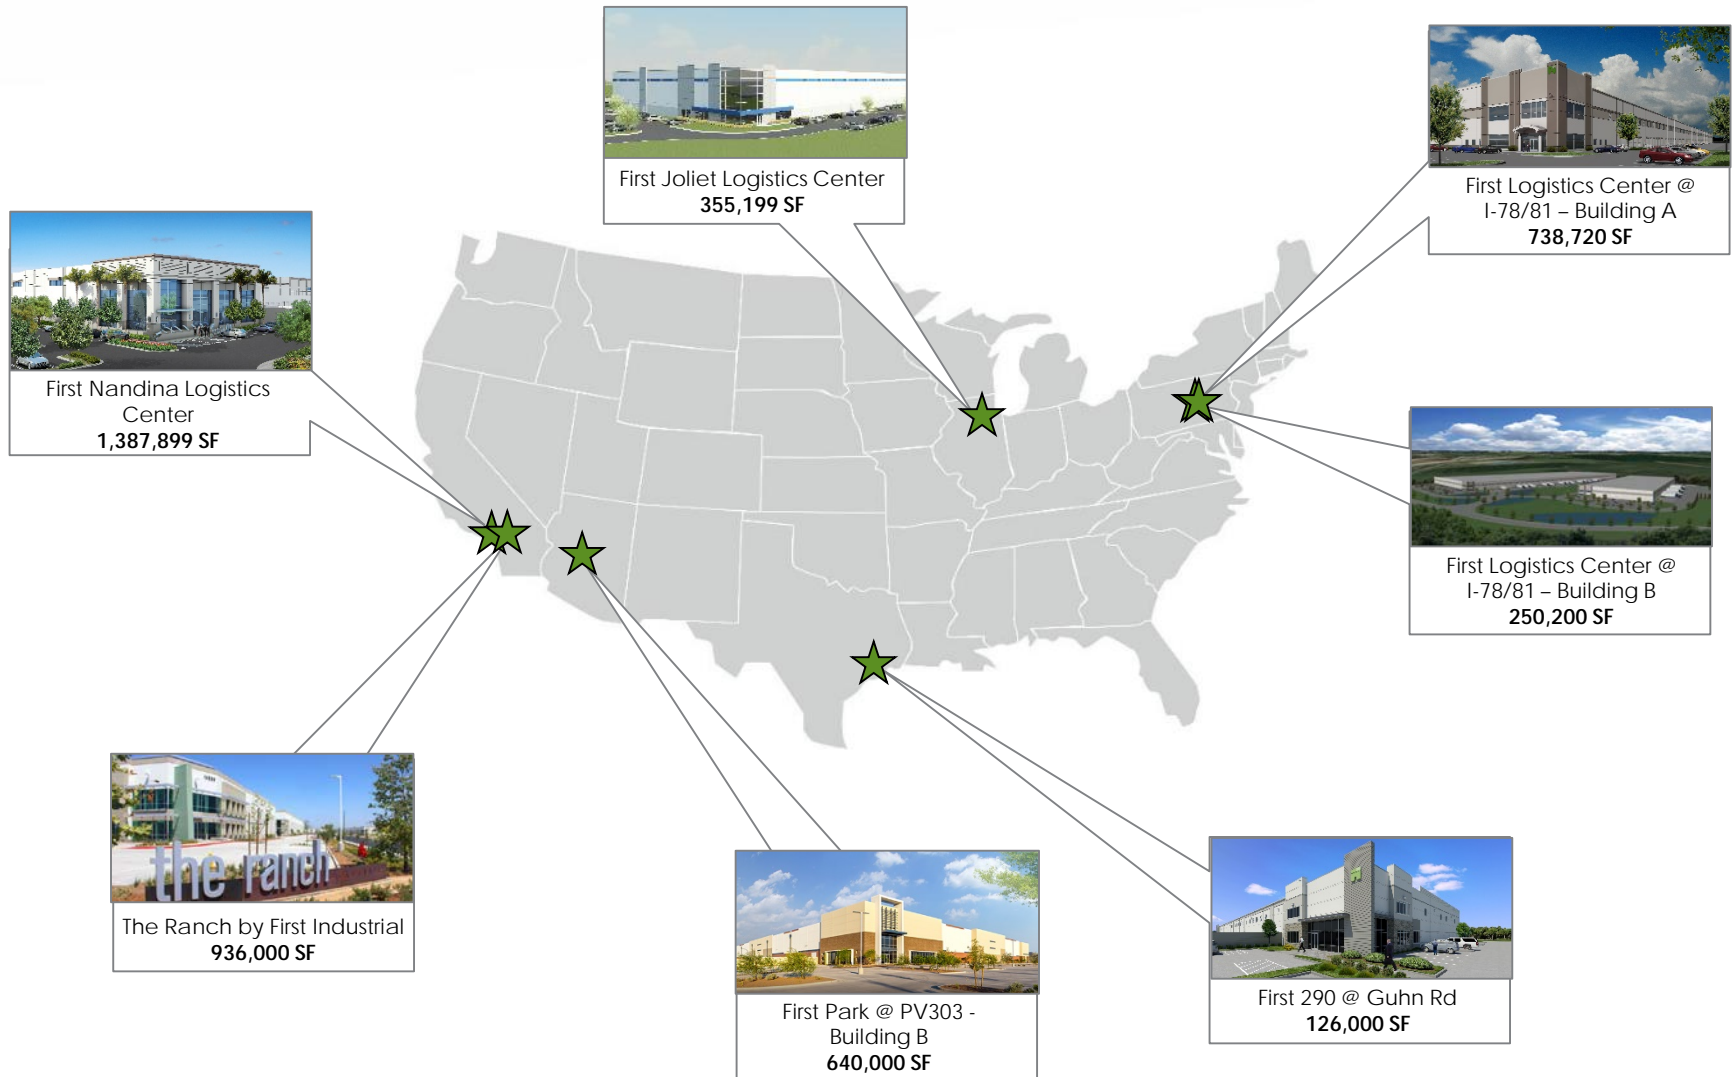 First Joliet Logistics Center
355,199 SF
First Logistics Center @
I-78/81 – Building A
738,720 SF
First Nandina Logistics
Center
1,387,899 SF
First Logistics Center @
I-78/81 – Building B
250,200 SF
the ranch
The Ranch by First Industrial
936,000 SF
First Park @ PV303 -
Building B
640,000 SF
First 290 @ Guhn Rd
126,000 SF